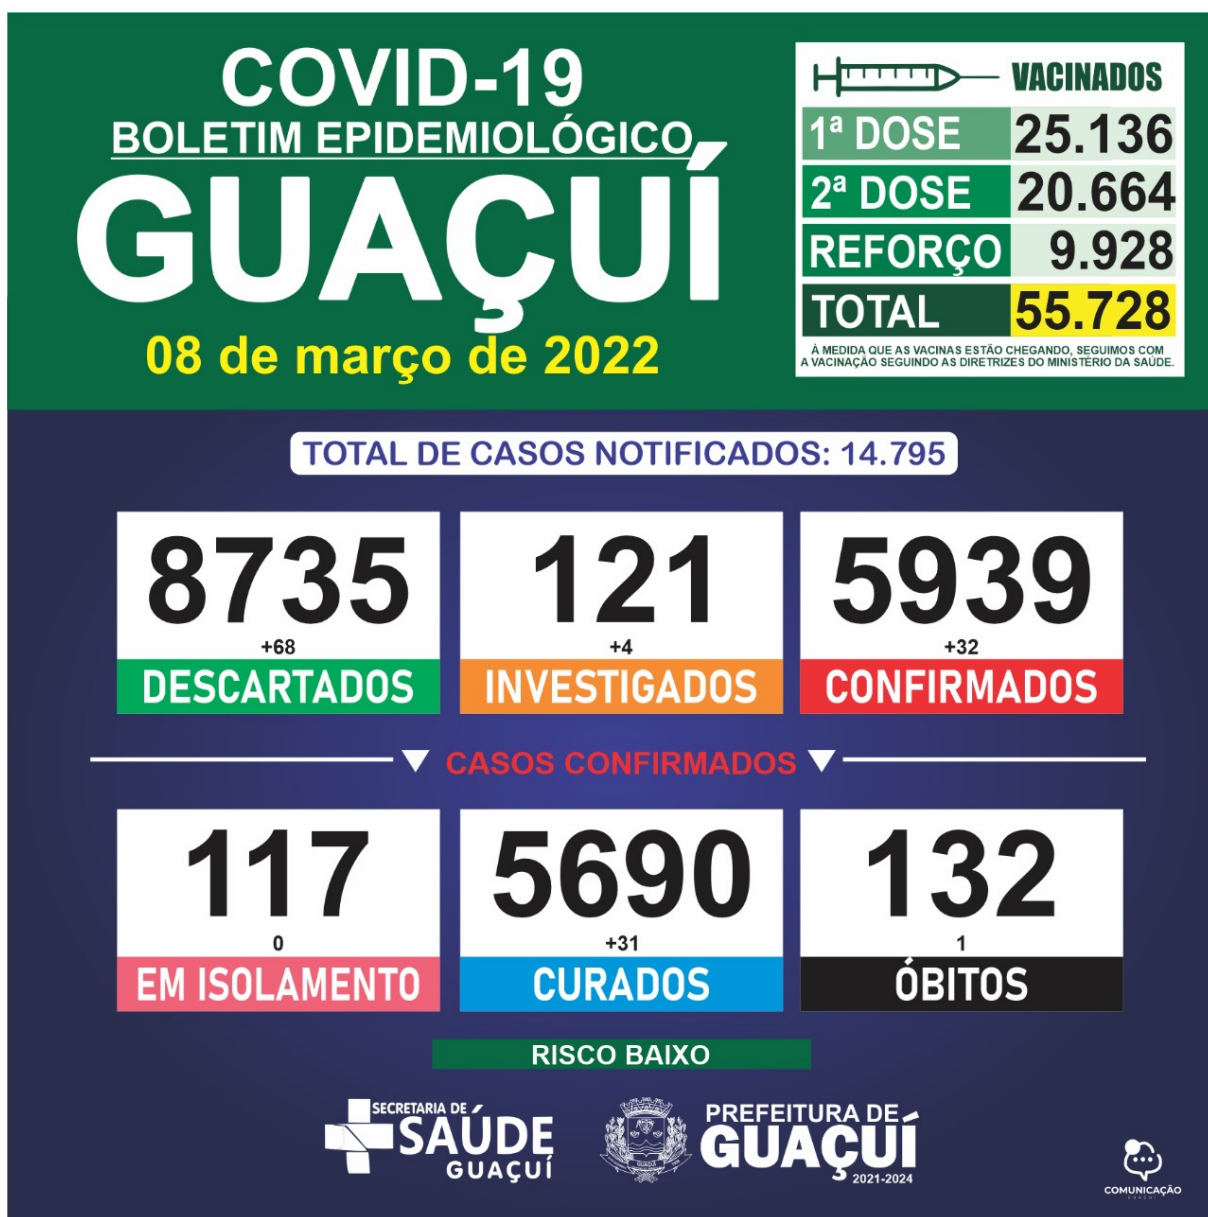 COVID-19
BOLETIM EPIDEMIOLÓGICO
GUAÇUÍ
08 de março de 2022
VACINADOS
1ª DOSE 25.136
2ª DOSE 20.664
REFORÇO 9.928
TOTAL 55.728
À MEDIDA QUE AS VACINAS ESTÃO CHEGANDO, SEGUIMOS COM
A VACINAÇÃO SEGUINDO AS DIRETRIZES DO MINISTÉRIO DA SAÚDE.
TOTAL DE CASOS NOTIFICADOS: 14.795
8735
+68
DESCARTADOS
121
+4
INVESTIGADOS
5939
+32
CONFIRMADOS
CASOS CONFIRMADOS
117
0
EM ISOLAMENTO
5690
+31
CURADOS
132
1
ÓBITOS
RISCO BAIXO
SECRETARIA DE
SAÚDE
GUAÇUÍ
PREFEITURA DE
GUAÇUÍ
2021-2024
COMUNICAÇÃO